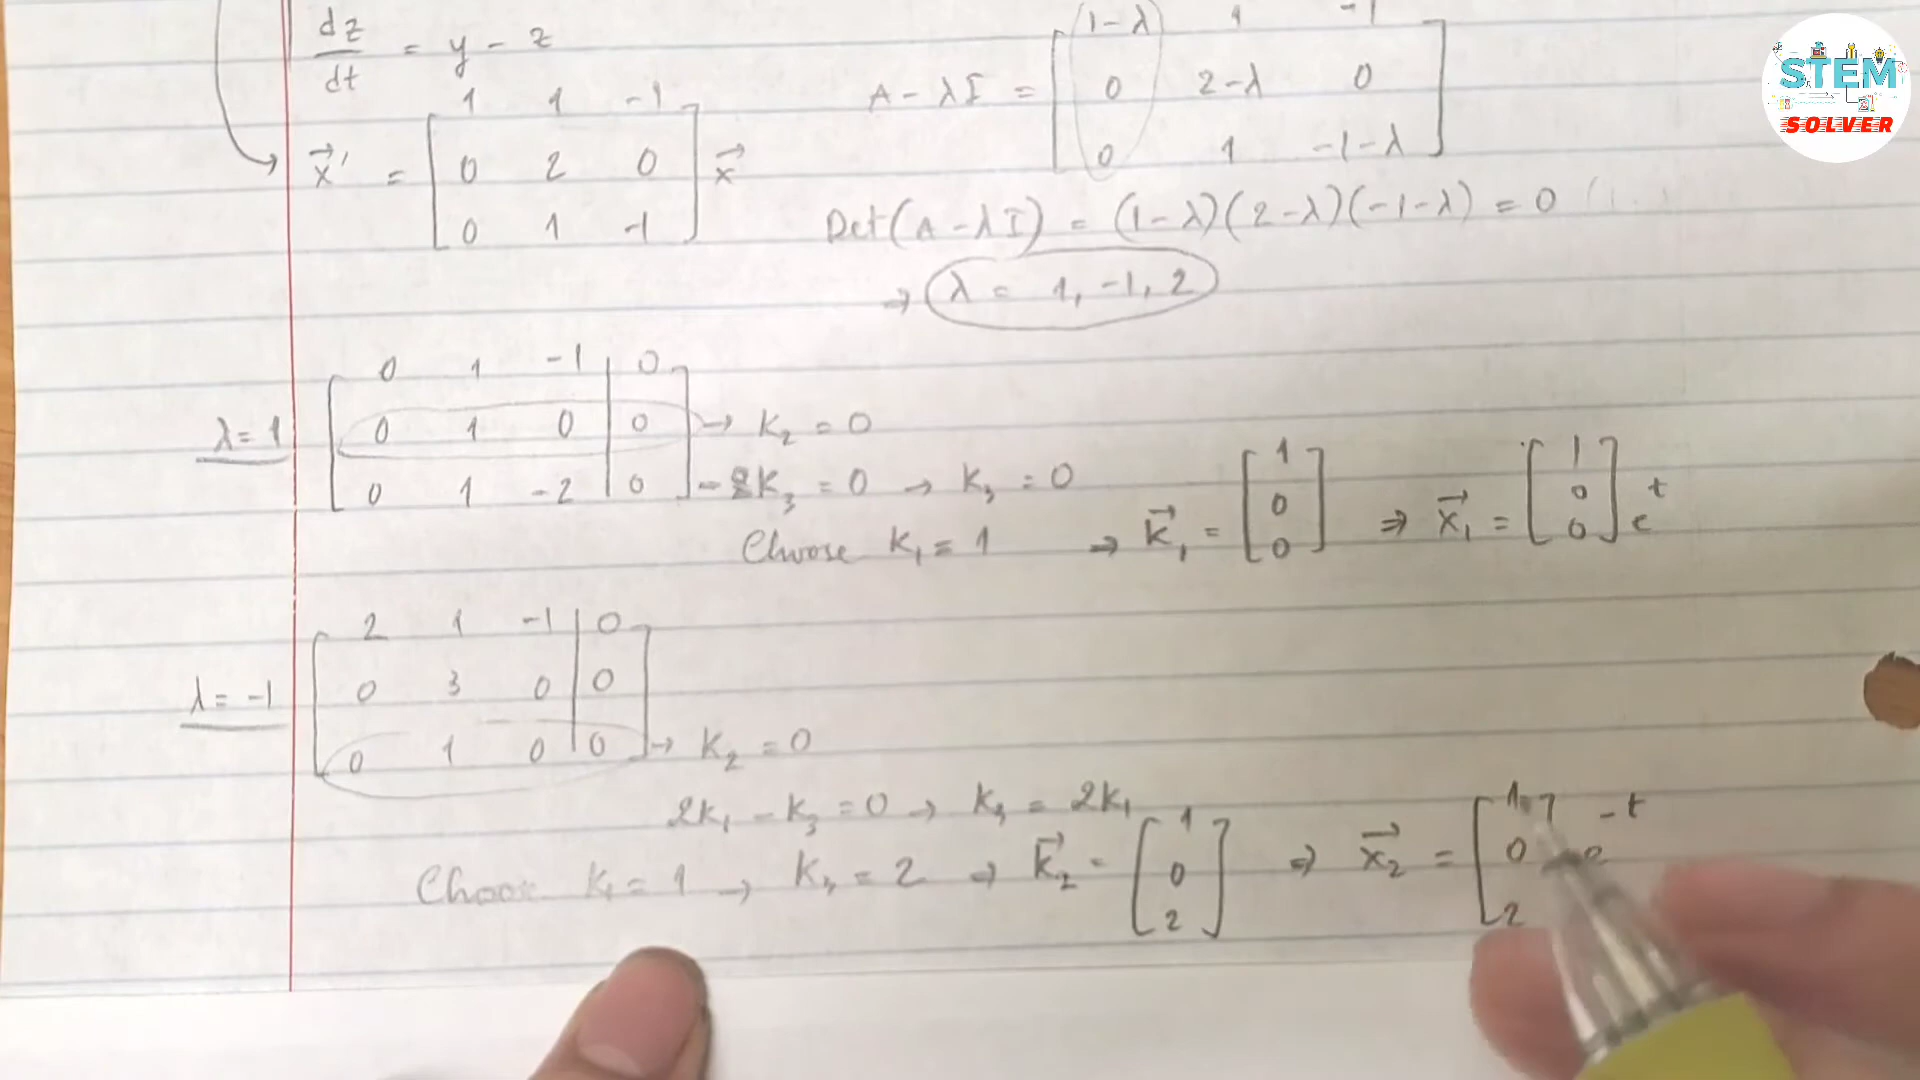 dz/dt = y - z
A - λI = [(1-λ) 1 -1
0 2-λ 0
0 1 -1-λ]
x⃗' = [1 1 -1
0 2 0
0 1 -1] x⃗
Det(A - λI) = (1-λ)(2-λ)(-1-λ) = 0
→ λ = 1, -1, 2
λ = 1
[0 1 -1 | 0
0 1 0 | 0] → K₂ = 0
0 1 -2 | 0] -2K₃ = 0 → K₃ = 0
Choose K₁ = 1 → K⃗₁ = [1 0 0] ⇒ x⃗₁ = [1 0 0] e^t
λ = -1
[2 1 -1 | 0
0 3 0 | 0
0 1 0 | 0] → K₂ = 0
2K₁ - K₃ = 0 → K₃ = 2K₁
Choose K₁ = 1 → K₃ = 2 → K⃗₂ = [1 0 2] ⇒ x⃗₂ = [1 0 2] e^-t
STEM
SOLVER